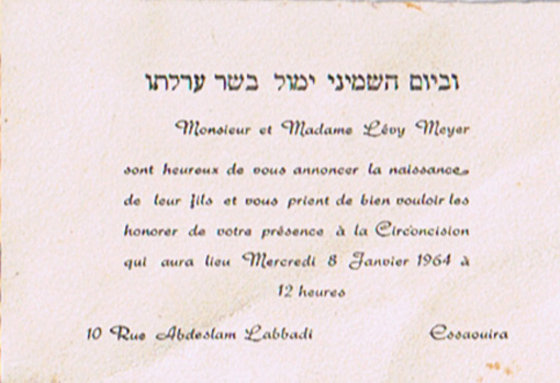 וביום השמיני ימול בשר ערלתו
Monsieur et Madame Lévy Meyer
sont heureux de vous annoncer la naissance
de leur fils et vous prient de bien vouloir les
honorer de votre présence à la Circoncision
qui aura lieu Mercredi 8 Janvier 1964 à
12 heures
10 Rue Abdeslam Labbadi Essaouira